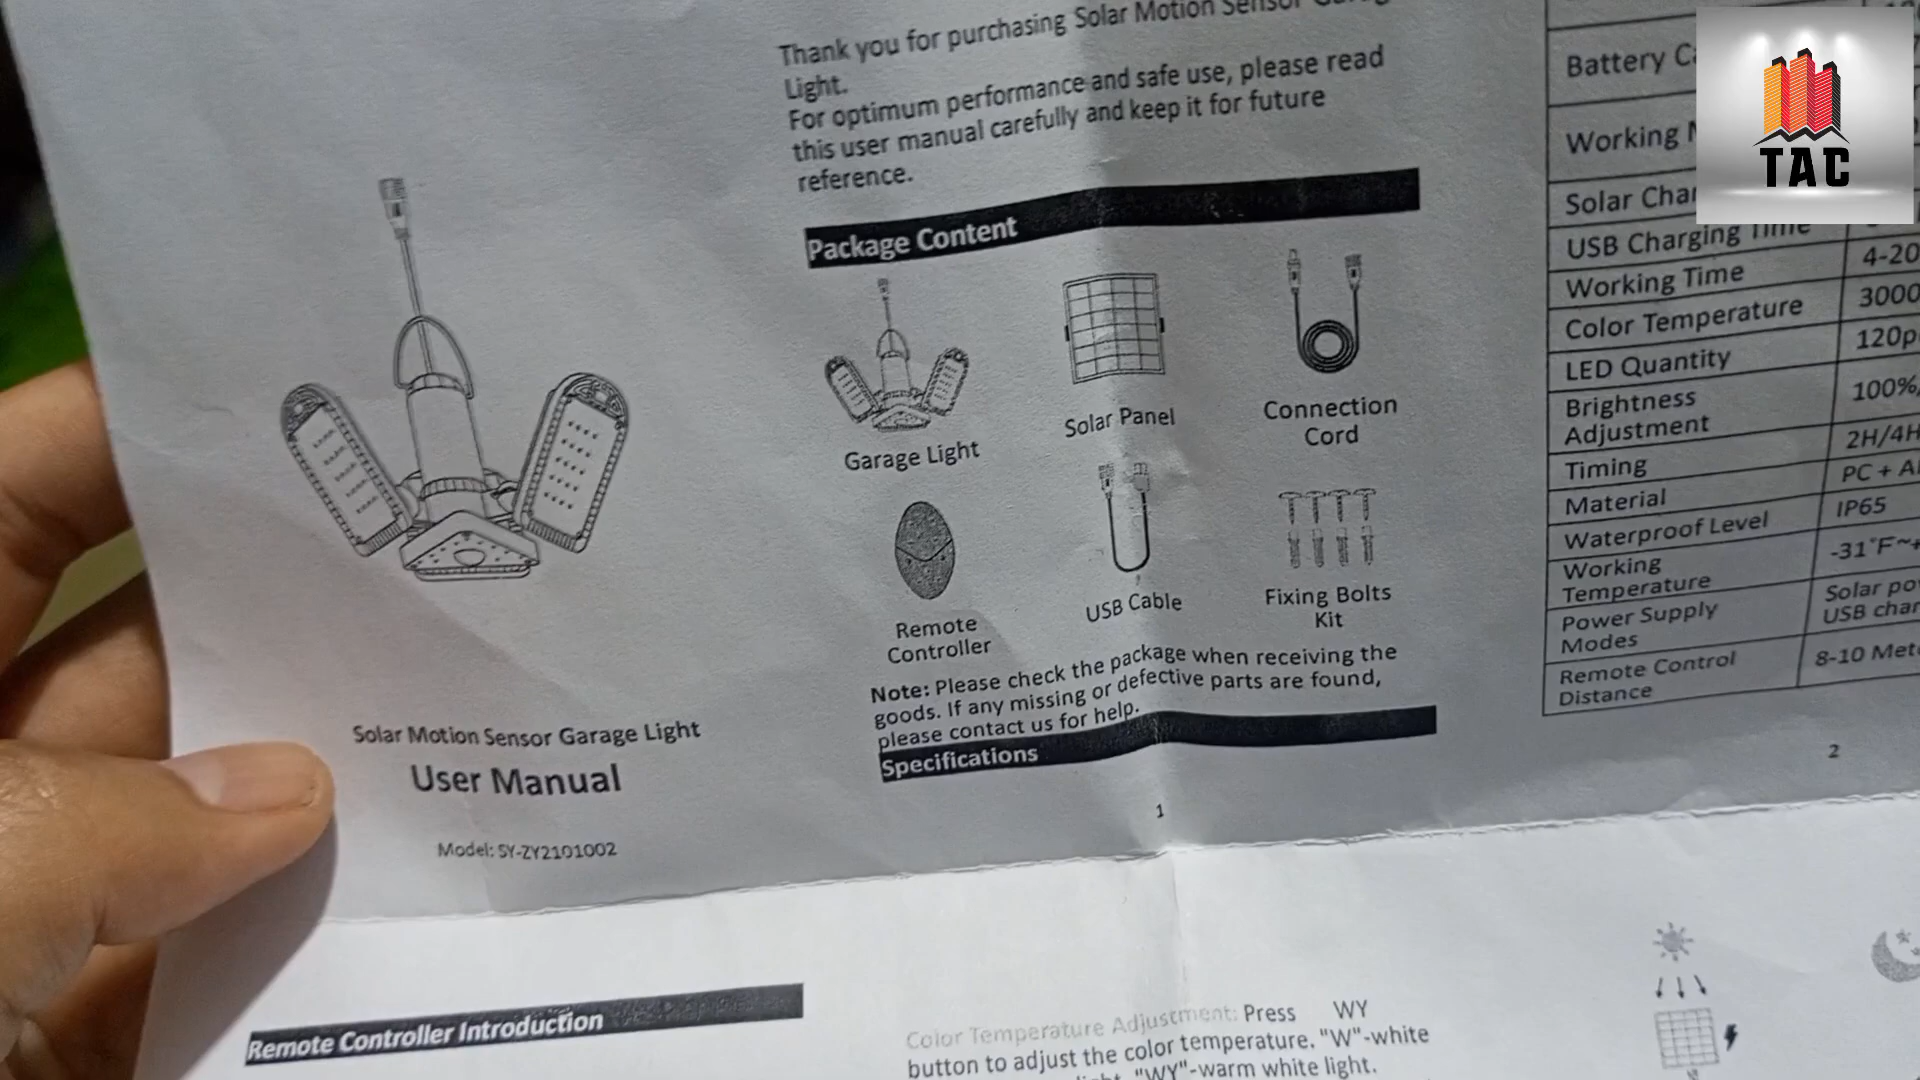 Solar Motion Sensor Garage Light
User Manual
Model: SY-ZY2101002
Thank you for purchasing Solar Motion Sensor
Light.
For optimum performance and safe use, please read
this user manual carefully and keep it for future
reference.
Package Content
Garage Light
Solar Panel
Connection
Cord
Remote
Controller
USB Cable
Fixing Bolts
Kit
Note: Please check the package when receiving the
goods. If any missing or defective parts are found,
please contact us for help.
Specifications
1
Battery
Working
Solar
USB Charging Time
Working Time 4-20
Color Temperature 3000
LED Quantity 120p
Brightness
Adjustment 100%,
Timing 2H/4H
Material PC + A
Waterproof Level IP65
Working
Temperature -31°F~+
Power Supply
Modes
Solar
USB
Remote Control
Distance
8-10
2
TAC
Remote Controller Introduction
Color Temperature Adjustment: Press WY
button to adjust the color temperature. "W"-white
"WY"-warm white light.